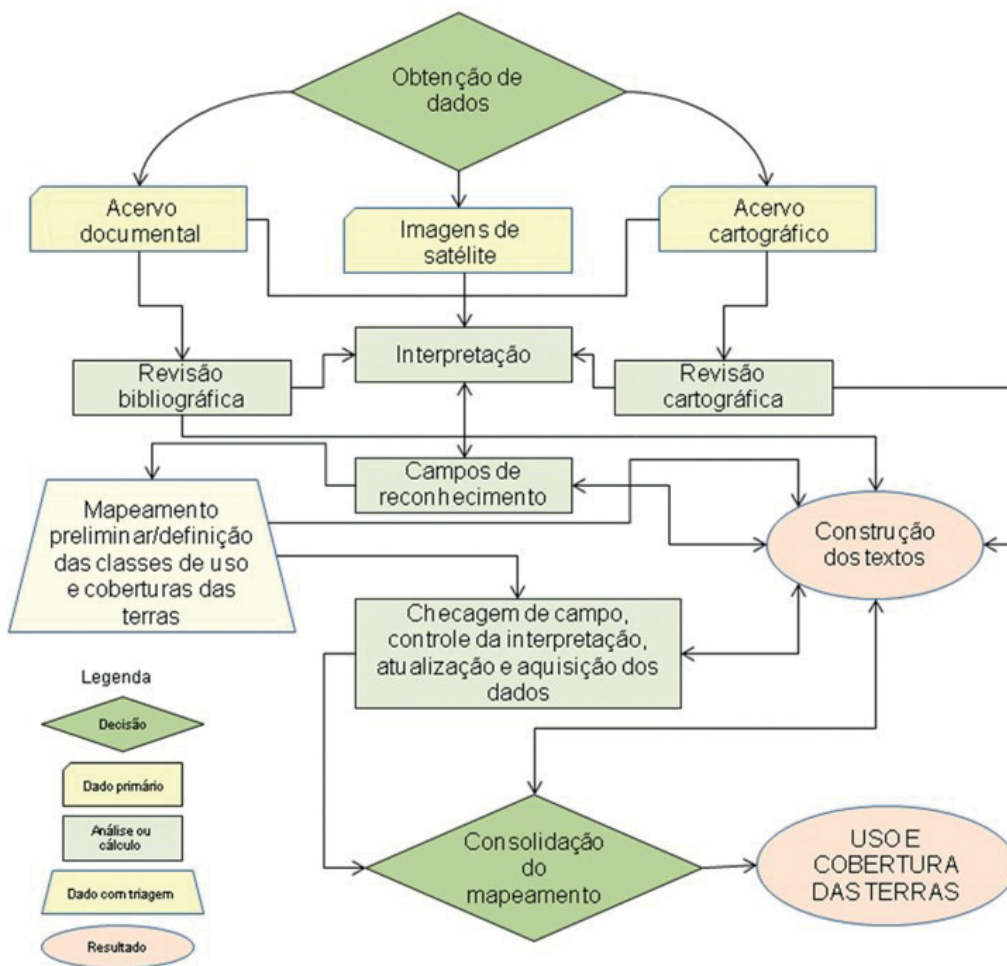 Obtenção de
dados
Acervo
documental
Imagens de
satélite
Acervo
cartográfico
Interpretação
Revisão
bibliográfica
Revisão
cartográfica
Campos de
reconhecimento
Mapeamento
preliminar/definição
das classes de uso
e coberturas das
terras
Construção
dos textos
Checagem de campo,
controle da interpretação,
atualização e aquisição dos
dados
Legenda
Decisão
Dado primário
Análise ou
cálculo
Dado com triagem
Resultado
Consolidação
do
mapeamento
USO E
COBERTURA
DAS TERRAS